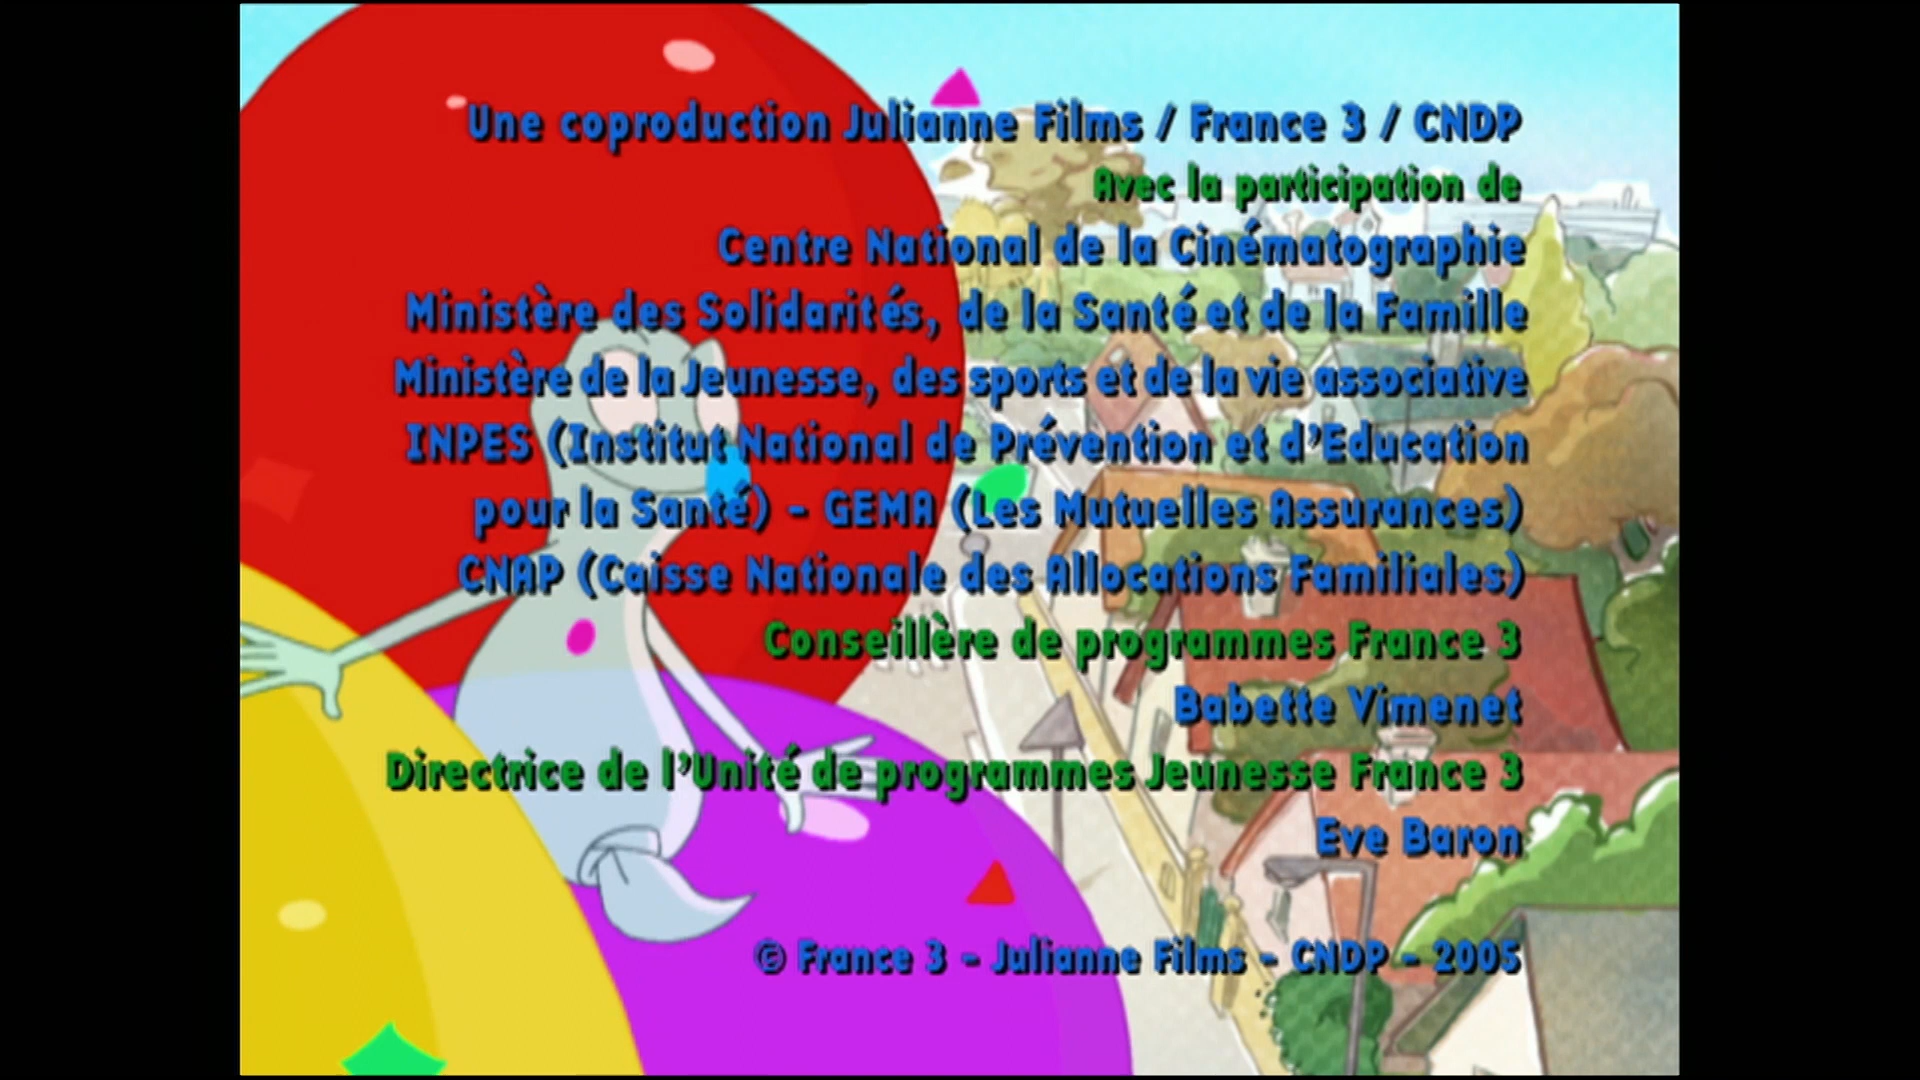 Une coproduction Julianne Films / France 3 / CNDP
Avec la participation de
Centre National de la Cinématographie
Ministère des Solidarités, de la Santé et de la Famille
Ministère de la Jeunesse, des sports et de la vie associative
INPES (Institut National de Prévention et d'Education
pour la Santé) - GEMA (Les Mutuelles Assurances)
CNAP (Caisse Nationale des Allocations Familiales)
Conseillère de programmes France 3
Babette Vimenet
Directrice de l'Unité de programmes Jeunesse France 3
Eve Baron
© France 3 - Julianne Films - CNDP - 2005